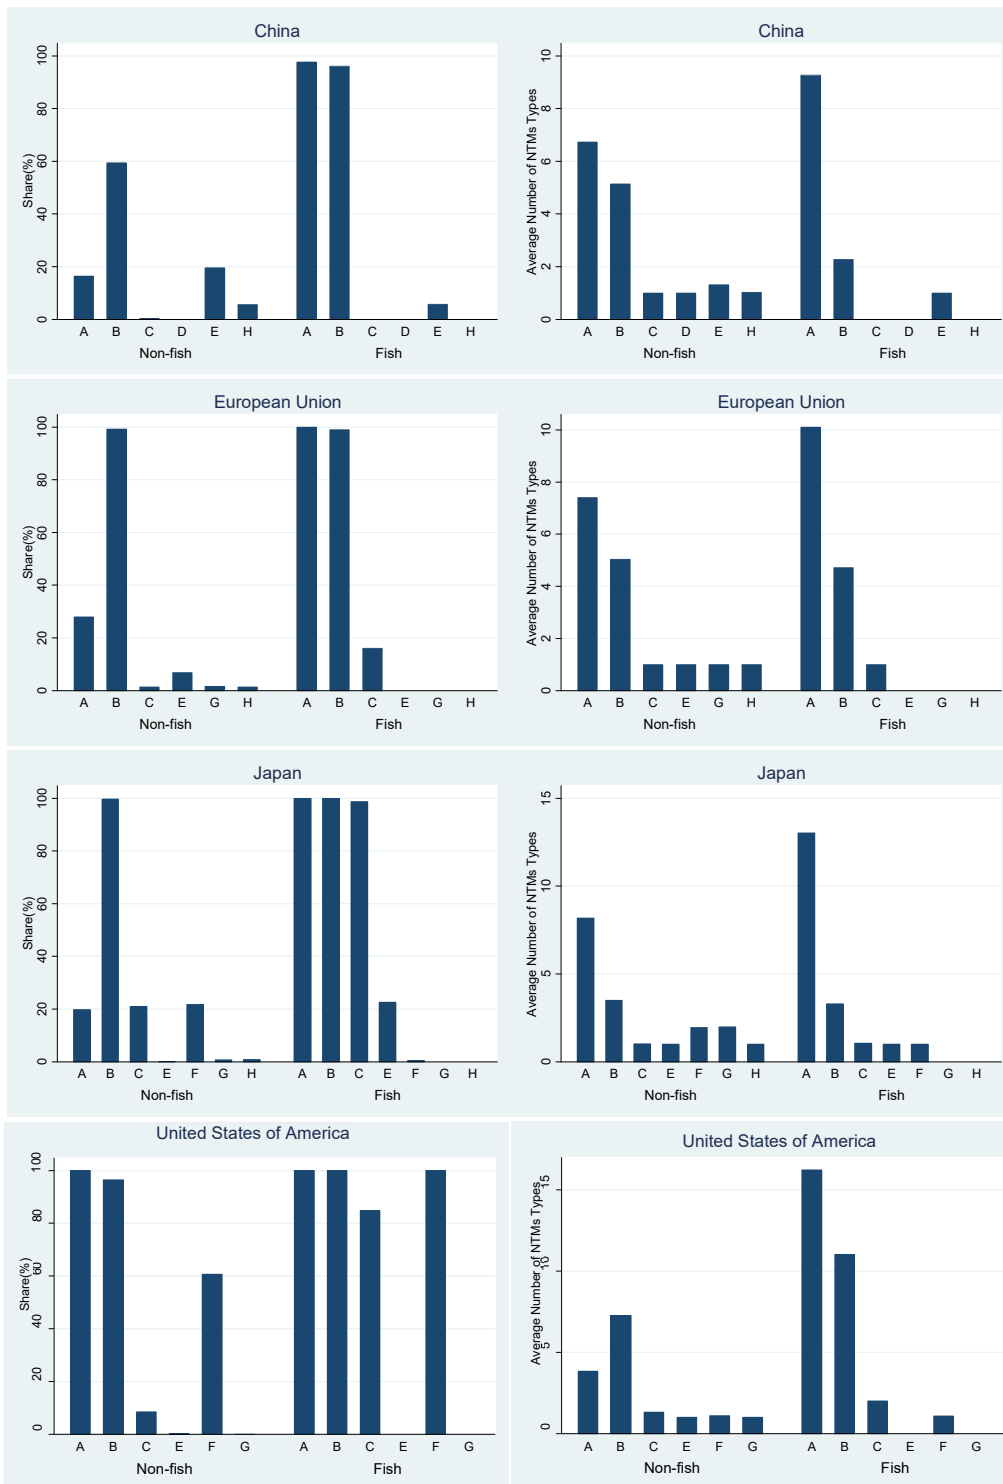 China
Share(%)
100
80
60
40
20
0
A B C D E H A B C D E H
Non-fish Fish
China
Average Number of NTMs Types
10
8
6
4
2
0
A B C D E H A B C D E H
Non-fish Fish
European Union
Share(%)
100
80
60
40
20
0
A B C E G H A B C E G H
Non-fish Fish
European Union
Average Number of NTMs Types
10
8
6
4
2
0
A B C E G H A B C E G H
Non-fish Fish
Japan
Share(%)
100
80
60
40
20
0
A B C E F G H A B C E F G H
Non-fish Fish
Japan
Average Number of NTMs Types
15
10
5
0
A B C E F G H A B C E F G H
Non-fish Fish
United States of America
Share(%)
100
80
60
40
20
0
A B C E F G A B C E F G
Non-fish Fish
United States of America
Average Number of NTMs Types
15
10
5
0
A B C E F G A B C E F G
Non-fish Fish